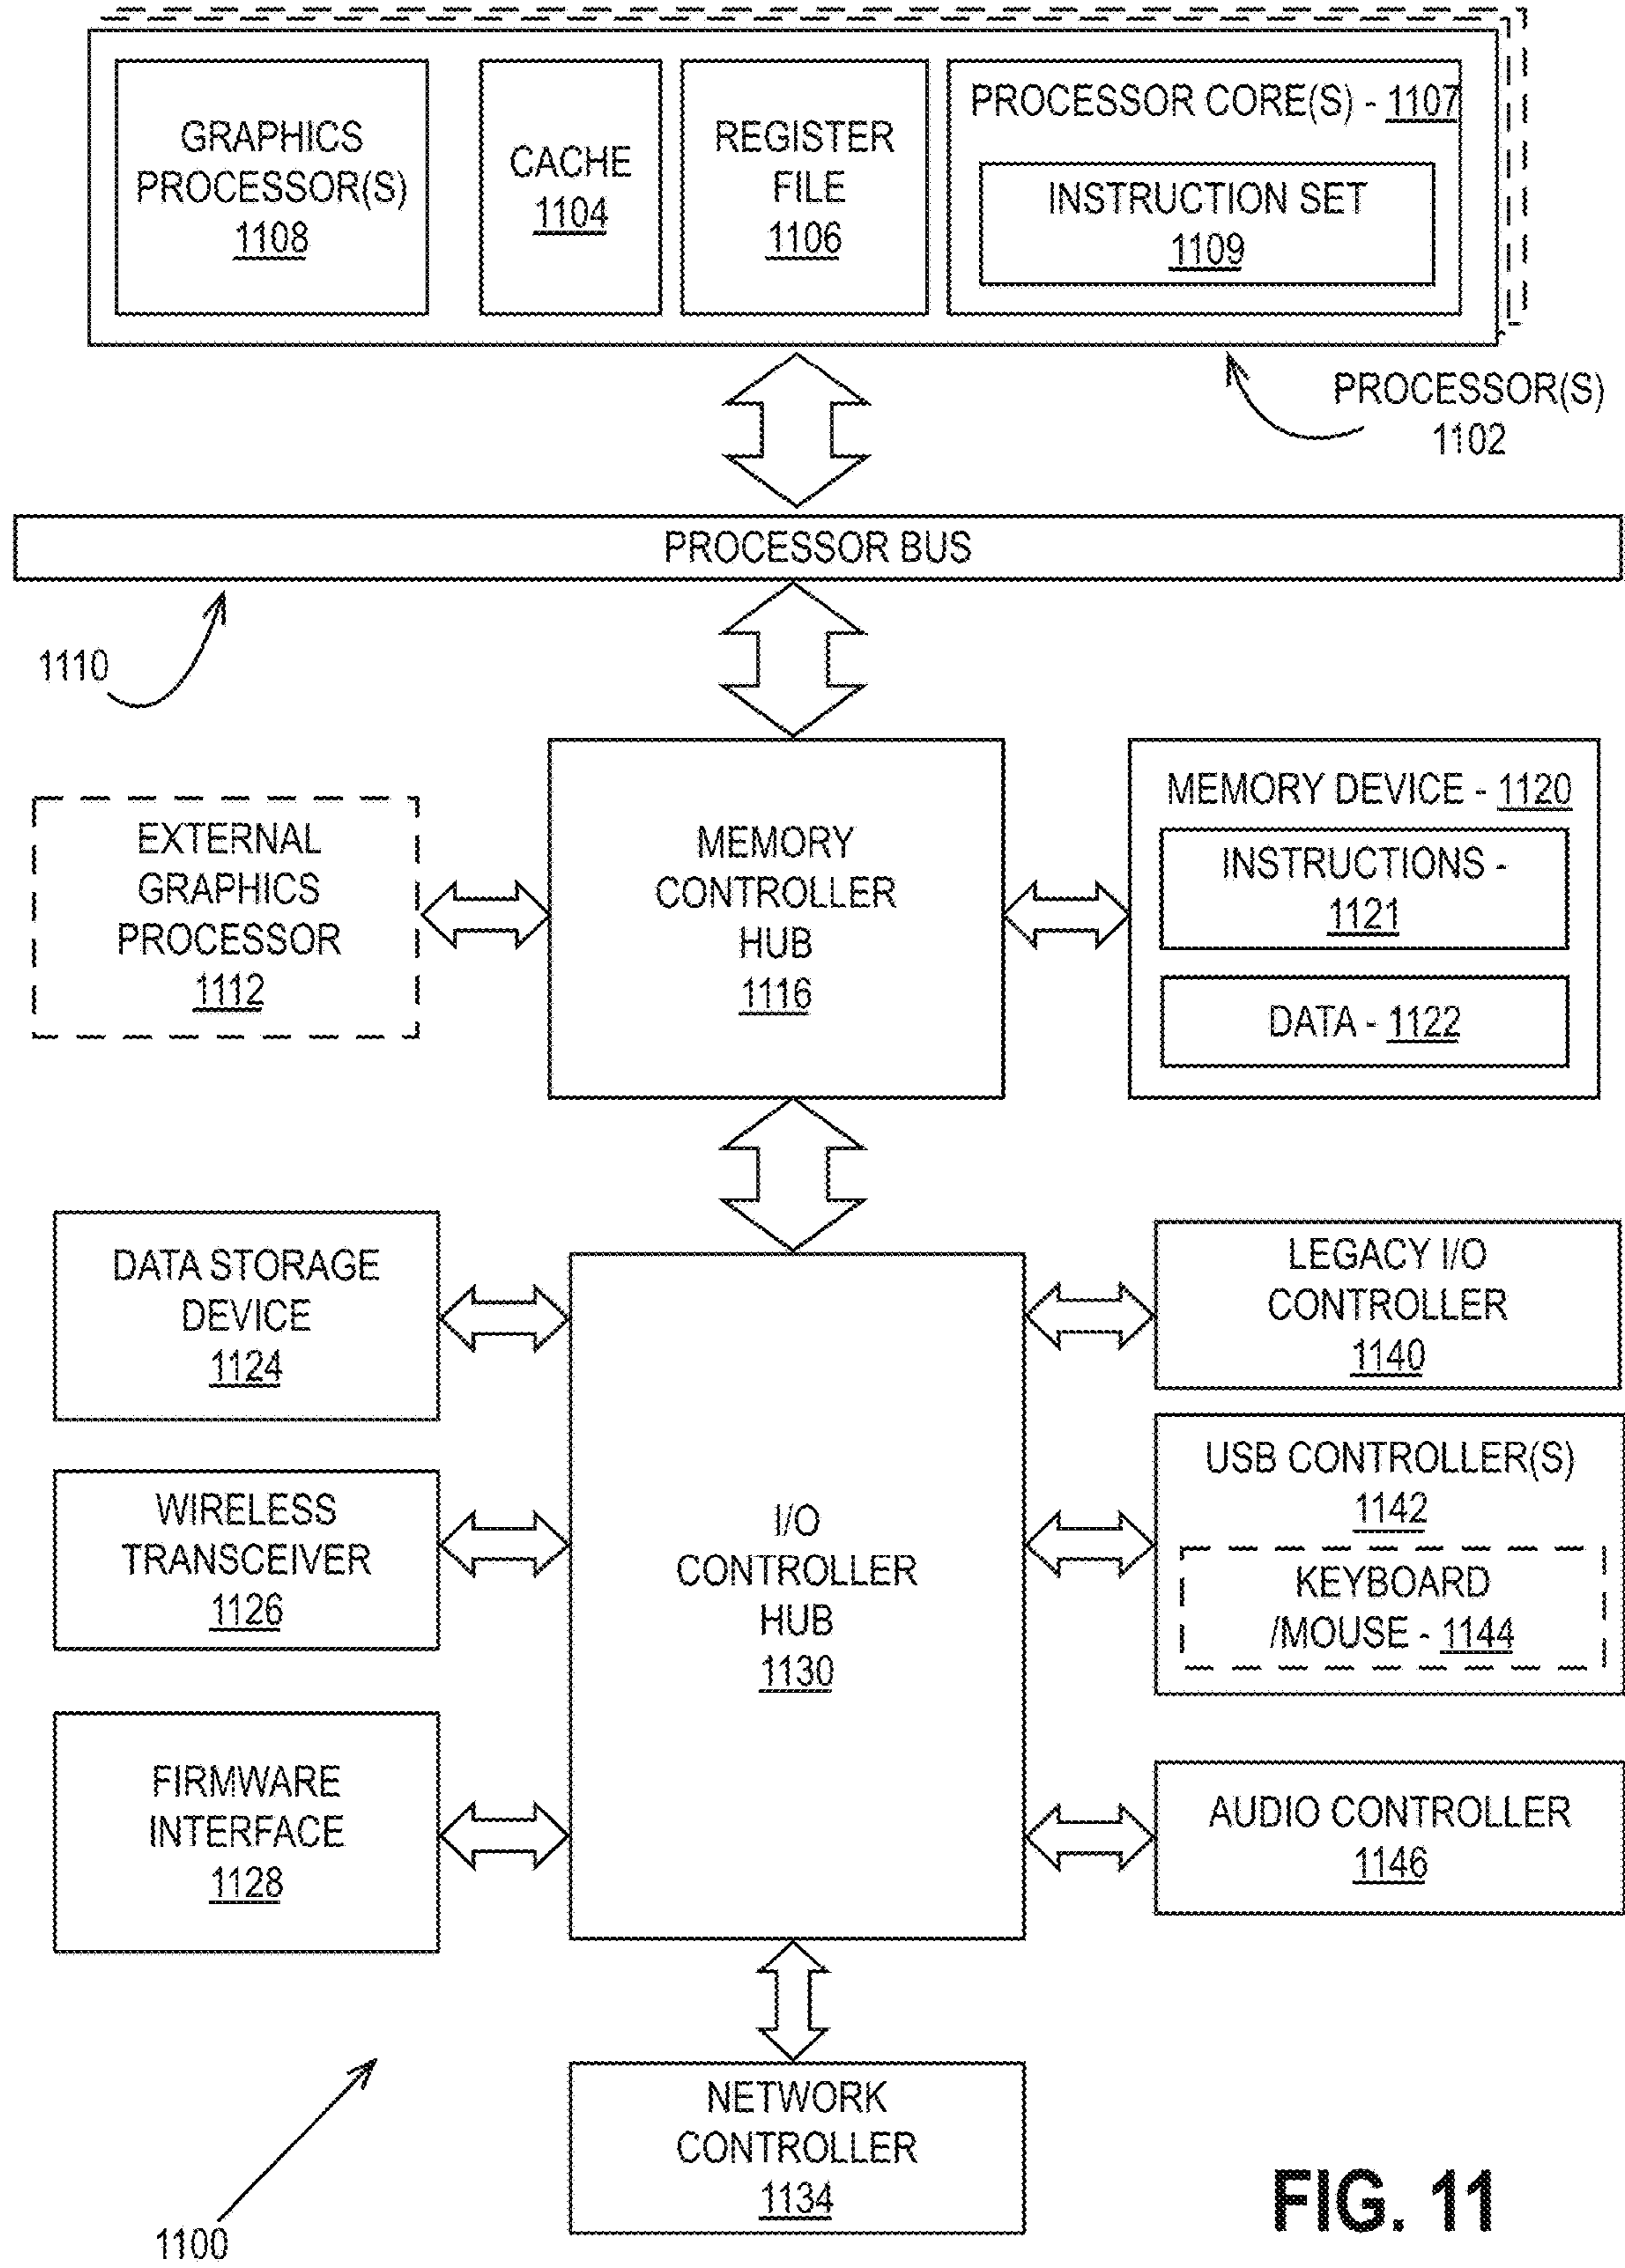 GRAPHICS
PROCESSOR(S)
1108
CACHE
1104
REGISTER
FILE
1106
PROCESSOR CORE(S) - 1107
INSTRUCTION SET
1109
PROCESSOR(S)
1102
PROCESSOR BUS
1110
EXTERNAL
GRAPHICS
PROCESSOR
1112
MEMORY
CONTROLLER
HUB
1116
MEMORY DEVICE - 1120
INSTRUCTIONS -
1121
DATA - 1122
DATA STORAGE
DEVICE
1124
WIRELESS
TRANSCEIVER
1126
FIRMWARE
INTERFACE
1128
I/O
CONTROLLER
HUB
1130
LEGACY I/O
CONTROLLER
1140
USB CONTROLLER(S)
1142
KEYBOARD
/MOUSE - 1144
AUDIO CONTROLLER
1146
NETWORK
CONTROLLER
1134
1100
FIG. 11